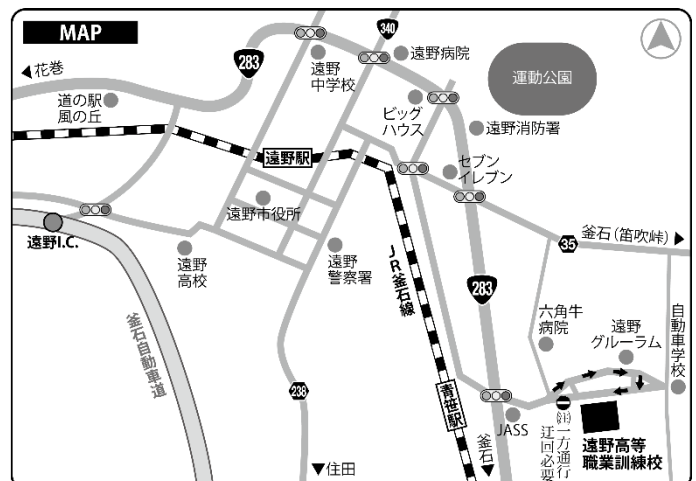 MAP
340
283
遠野
中学校
遠野病院
運動公園
◀花巻
道の駅
風の丘
ビッグ
ハウス
遠野消防署
遠野駅
セブン
イレブン
遠野市役所
遠野I.C.
遠野
高校
遠野
警察署
JR釜石線
35
釜石(笛吹峠)▶
283
釜石自動車道
六角牛
病院
遠野
グルーラム
自動車学校
238
青笹駅
JASS
(注)一方通行
迂回必要
遠野高等
職業訓練校
▼住田
釜石▼